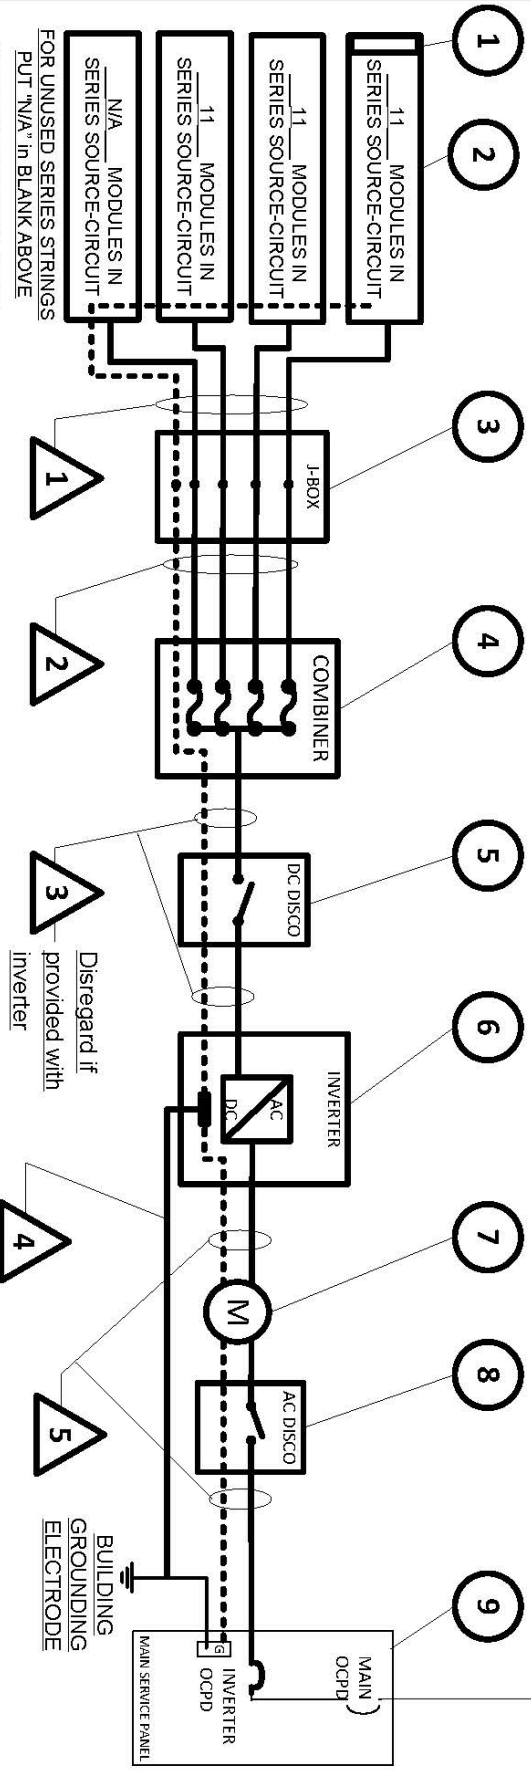 1
2
3
4
5
6
7
8
9
11 MODULES IN
SERIES SOURCE-CIRCUIT
11 MODULES IN
SERIES SOURCE-CIRCUIT
11 MODULES IN
SERIES SOURCE-CIRCUIT
N/A MODULES IN
SERIES SOURCE-CIRCUIT
FOR UNUSED SERIES STRINGS
PUT "N/A" in BLANK ABOVE
J-BOX
COMBINER
DC DISCO
INVERTER
AC
DC
M
AC DISCO
MAIN
OCPD
INVERTER
OCPD
G
MAIN SERVICE PANEL
1
2
3
Disregard if
provided with
inverter
4
5
BUILDING
GROUNDING
ELECTRODE